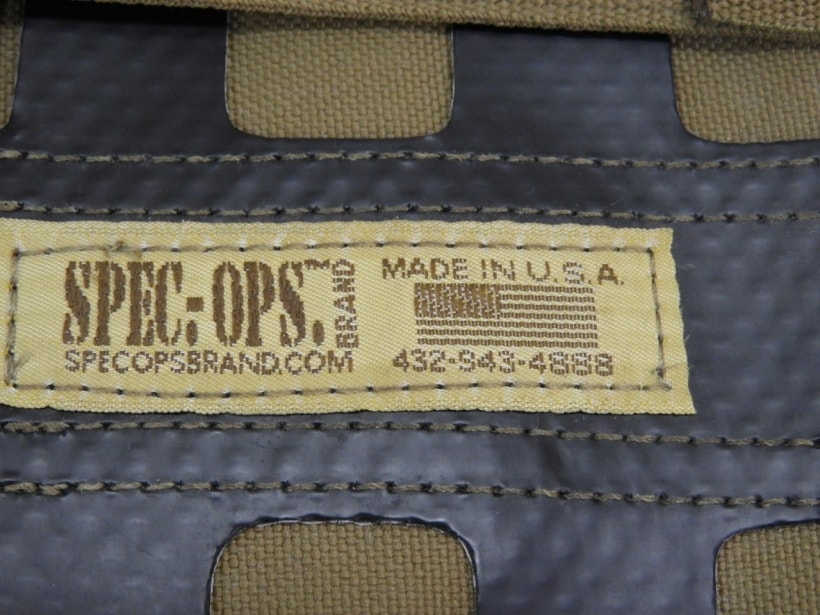 SPEC.-OPS.™
BRAND
SPECOPSBRAND.COM
MADE IN U.S.A.
432-943-4888